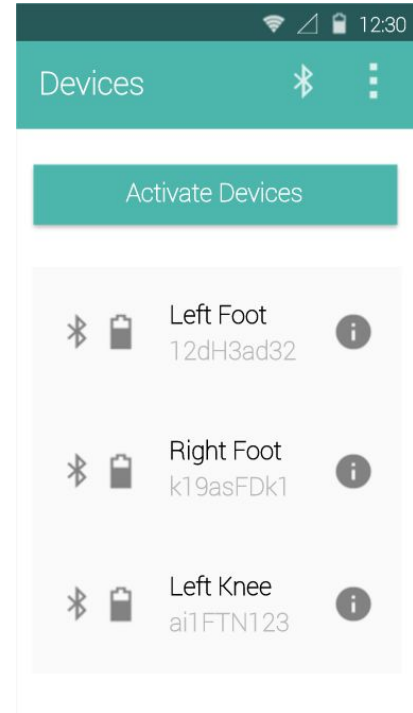 12:30
Devices
Activate Devices
Left Foot
12dH3ad32
Right Foot
k19asFDk1
Left Knee
ai1FTN123